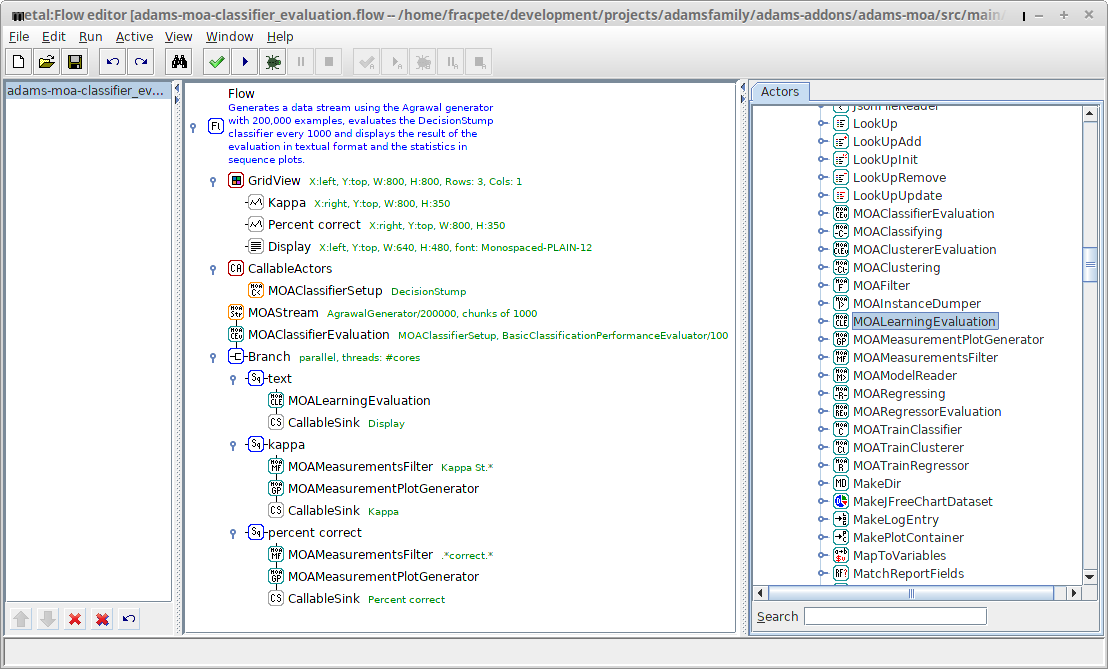 metal:Flow editor [adams-moa-classifier_evaluation.flow -- /home/fracpete/development/projects/adamsfamily/adams-addons/adams-moa/src/main/
File Edit Run Active View Window Help
adams-moa-classifier_ev...
Flow
Generates a data stream using the Agrawal generator
with 200,000 examples, evaluates the DecisionStump
classifier every 1000 and displays the result of the
evaluation in textual format and the statistics in
sequence plots.
GridView X:left, Y:top, W:800, H:800, Rows: 3, Cols: 1
Kappa X:right, Y:top, W:800, H:350
Percent correct X:right, Y:top, W:800, H:350
Display X:left, Y:top, W:640, H:480, font: Monospaced-PLAIN-12
CallableActors
MOAClassifierSetup DecisionStump
MOAStream AgrawalGenerator/200000, chunks of 1000
MOAClassifierEvaluation MOAClassifierSetup, BasicClassificationPerformanceEvaluator/100
Branch parallel, threads: #cores
text
MOALearningEvaluation
CallableSink Display
kappa
MOAMeasurementsFilter Kappa St.*
MOAMeasurementPlotGenerator
CallableSink Kappa
percent correct
MOAMeasurementsFilter .*correct.*
MOAMeasurementPlotGenerator
CallableSink Percent correct
Actors
JsonFileReader
LookUp
LookUpAdd
LookUpInit
LookUpRemove
LookUpUpdate
MOAClassifierEvaluation
MOAClassifying
MOAClustererEvaluation
MOAClustering
MOAFilter
MOAInstanceDumper
MOALearningEvaluation
MOAMeasurementPlotGenerator
MOAMeasurementsFilter
MOAModelReader
MOARegressing
MOARegressorEvaluation
MOATrainClassifier
MOATrainClusterer
MOATrainRegressor
MakeDir
MakeJFreeChartDataset
MakeLogEntry
MakePlotContainer
MapToVariables
MatchReportFields
Search